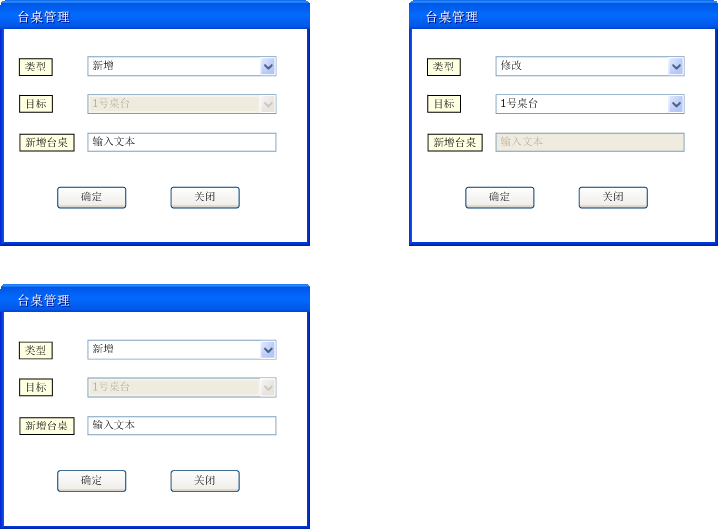 台桌管理
类型
新增
目标
1号桌台
新增台桌
输入文本
确定
关闭
台桌管理
类型
修改
目标
1号桌台
新增台桌
输入文本
确定
关闭
台桌管理
类型
新增
目标
1号桌台
新增台桌
输入文本
确定
关闭